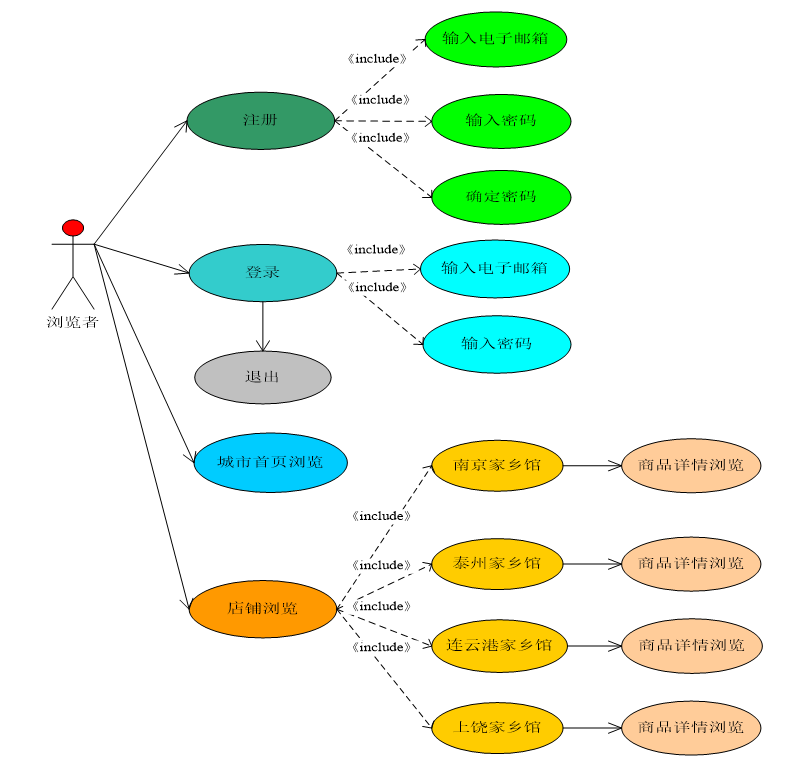 输入电子邮箱
《include》
《include》
注册
输入密码
《include》
确定密码
浏览者
登录
《include》
输入电子邮箱
《include》
输入密码
退出
城市首页浏览
南京家乡馆
商品详情浏览
《include》
《include》
泰州家乡馆
商品详情浏览
店铺浏览
《include》
《include》
连云港家乡馆
商品详情浏览
上饶家乡馆
商品详情浏览